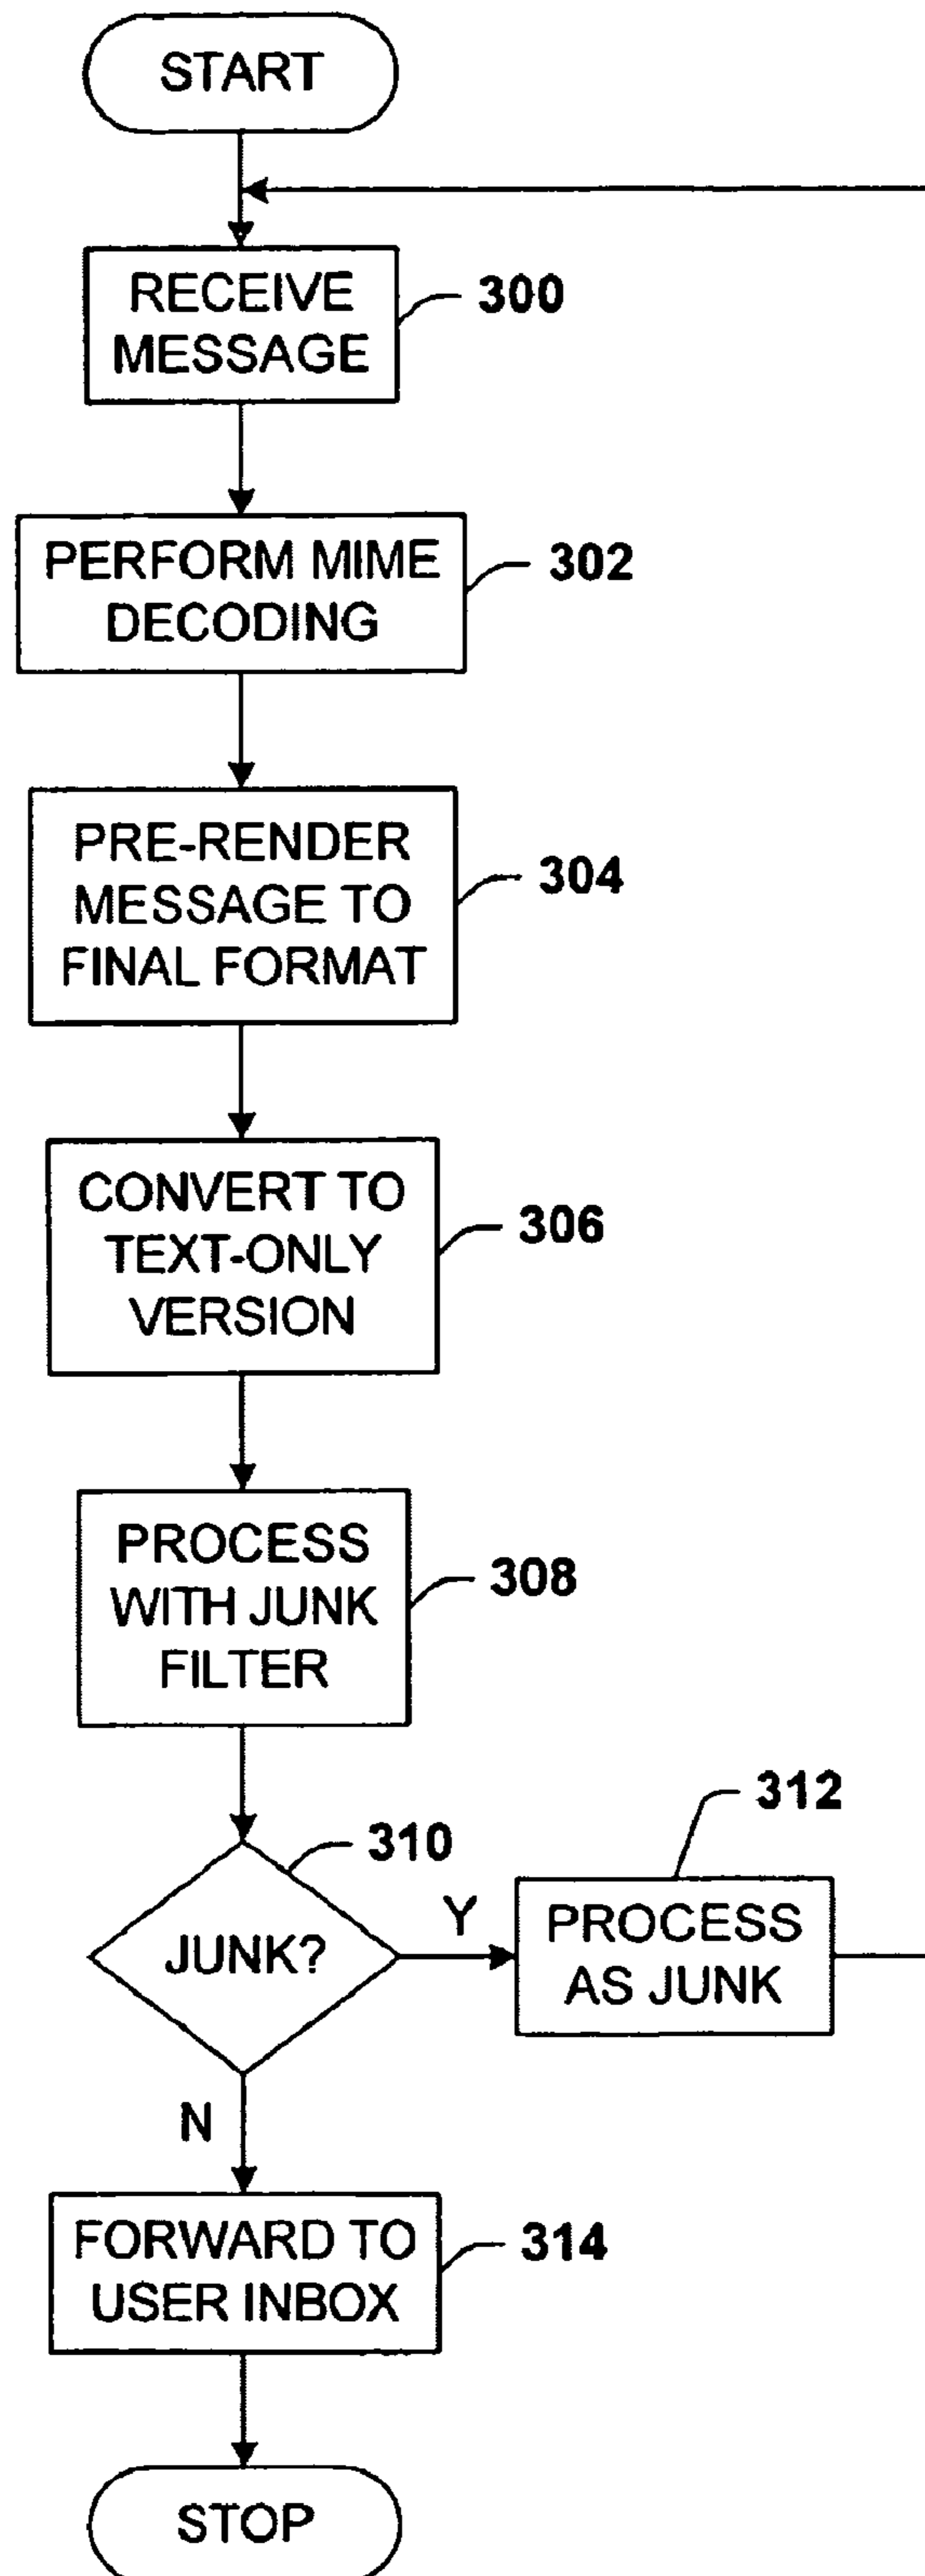 START
RECEIVE
MESSAGE
300
PERFORM MIME
DECODING
302
PRE-RENDER
MESSAGE TO
FINAL FORMAT
304
CONVERT TO
TEXT-ONLY
VERSION
306
PROCESS
WITH JUNK
FILTER
308
JUNK?
310
Y
PROCESS
AS JUNK
312
N
FORWARD TO
USER INBOX
314
STOP